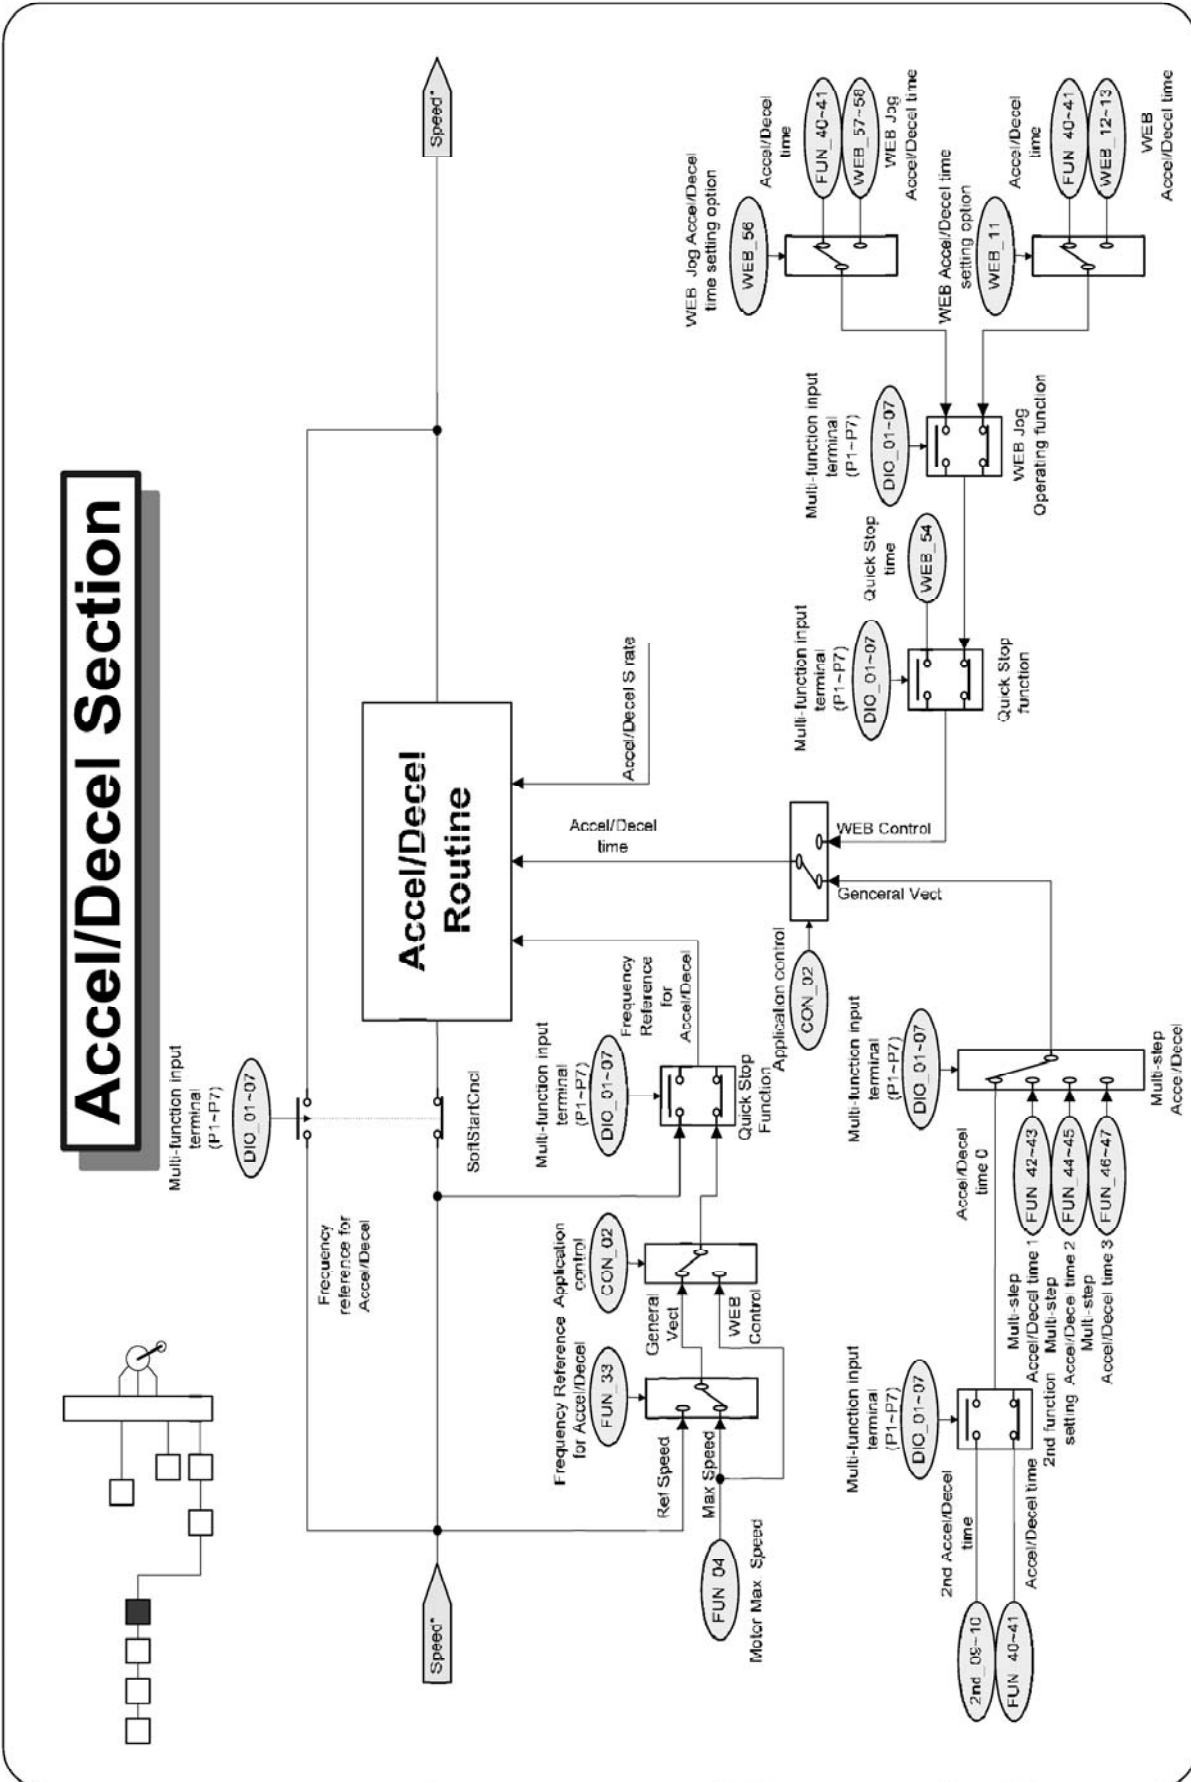 Accel/Decel Section
Speed*
Frecuency
reference for
Accel/Decel
Multi-function input
terminal
(P1~P7)
DIO_01~07
SoftStartCncl
Accel/Decel
Routine
Speed*
Ref Speed
Max Speed
FUN_04
Motor Max Speed
Frequency Reference
for Accel/Decel
FUN_33
General
Vect
WEB
Control
Application
control
CON_02
Multi-function input
terminal
(P1~P7)
DIO_01~07
Quick Stop
Function
Frequency
Reference
for
Accel/Decel
Accel/Decel
time
Accel/Decel S rate
Application control
CON_02
WEB Control
Genceral Vect
Multi-function input
terminal
(P1~P7)
DIO_01~07
Quick Stop
function
Quick Stop
time
WEB_54
Multi-function input
terminal
(P1~P7)
DIO_01~07
WEB Jog
Operating function
WEB Jog Accel/Decel
time setting option
WEB_56
Accel/Decel
time
FUN_40~41
WEB_57~58
WEB Jog
Accel/Decel time
WEB Accel/Decel time
setting option
WEB_11
Accel/Decel
time
FUN_40~41
WEB_12~13
WEB
Accel/Decel time
2nd_09~10
FUN_40~41
2nd Accel/Decel
time
Accel/Decel time
Multi-function input
terminal
(P1~P7)
DIO_01~07
2nd function
setting
Accel/Decel
time 0
Multi-step
Accel/Decel time 1
FUN_42~43
Multi-step
Accel/Decel time 2
FUN_44~45
Multi-step
Accel/Decel time 3
FUN_46~47
Multi-function input
terminal
(P1~P7)
DIO_01~07
Multi-step
Accel/Decel